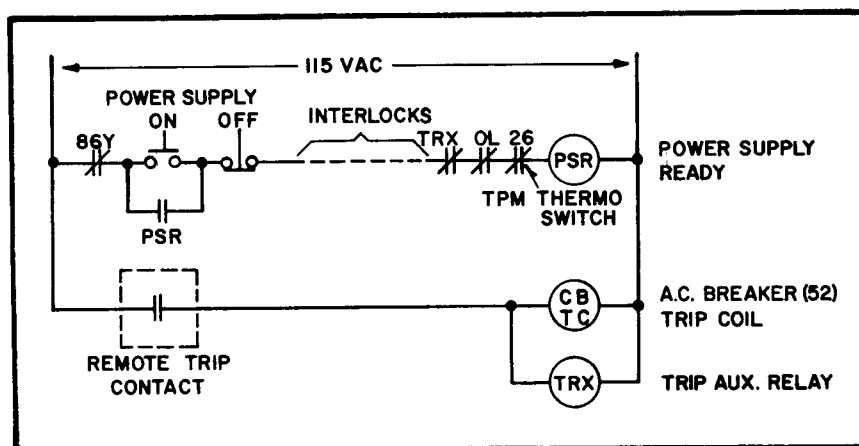 115 VAC
POWER SUPPLY
ON OFF
INTERLOCKS
86Y
TRX OL 26
PSR
POWER SUPPLY
READY
TPM THERMO
SWITCH
PSR
CB
TC
A.C. BREAKER (52)
TRIP COIL
REMOTE TRIP
CONTACT
TRX
TRIP AUX. RELAY